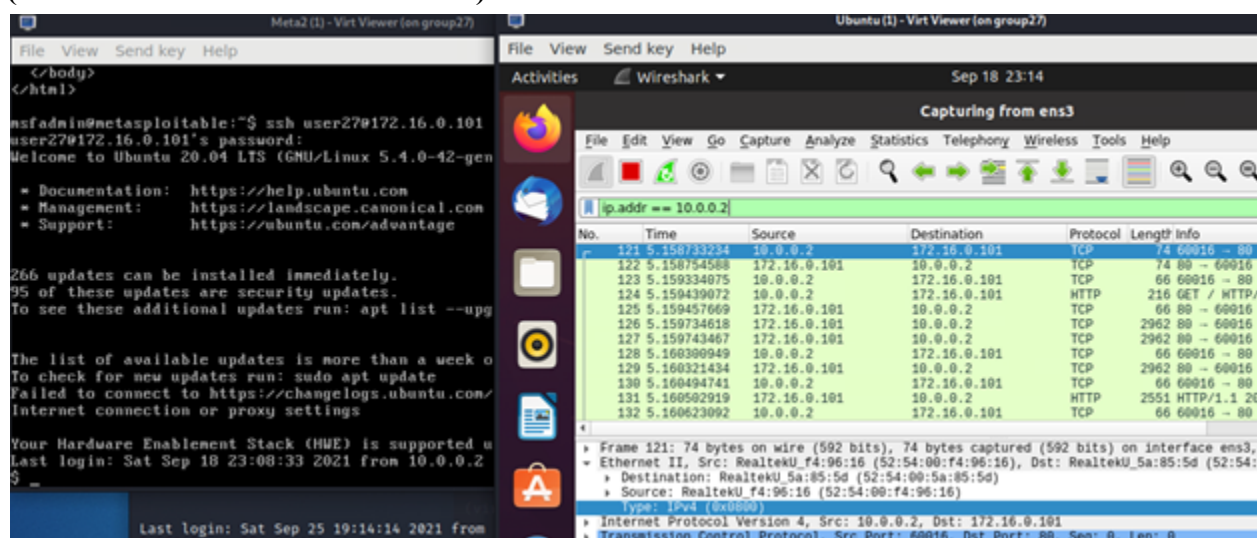 Meta2 (1) - Virt Viewer (on group27)
File View Send key Help
</body>
</html>
msfadmin@metasploitable:~$ ssh user27@172.16.0.101
user27@172.16.0.101's password:
Welcome to Ubuntu 20.04 LTS (GNU/Linux 5.4.0-42-gen
* Documentation: https://help.ubuntu.com
* Management: https://landscape.canonical.com
* Support: https://ubuntu.com/advantage
266 updates can be installed immediately.
95 of these updates are security updates.
To see these additional updates run: apt list --upg
The list of available updates is more than a week o
To check for new updates run: sudo apt update
Failed to connect to https://changelogs.ubuntu.com/
Internet connection or proxy settings
Your Hardware Enablement Stack (HWE) is supported u
Last login: Sat Sep 18 23:08:33 2021 from 10.0.0.2
$ _
Last login: Sat Sep 25 19:14:14 2021 from
Ubuntu (1) - Virt Viewer (on group27)
File View Send key Help
Activities Wireshark Sep 18 23:14
Capturing from ens3
File Edit View Go Capture Analyze Statistics Telephony Wireless Tools Help
ip.addr == 10.0.0.2
No. Time Source Destination Protocol Length Info
121 5.158733234 10.0.0.2 172.16.0.101 TCP 74 60016 → 80
122 5.158754588 172.16.0.101 10.0.0.2 TCP 74 80 → 60016
123 5.159334075 10.0.0.2 172.16.0.101 TCP 66 60016 → 80
124 5.159439072 10.0.0.2 172.16.0.101 HTTP 216 GET / HTTP/
125 5.159457669 172.16.0.101 10.0.0.2 TCP 66 80 → 60016
126 5.159734618 172.16.0.101 10.0.0.2 TCP 2962 80 → 60016
127 5.159743467 172.16.0.101 10.0.0.2 TCP 2962 80 → 60016
128 5.160300949 10.0.0.2 172.16.0.101 TCP 66 60016 → 80
129 5.160321434 172.16.0.101 10.0.0.2 TCP 2962 80 → 60016
130 5.160494741 10.0.0.2 172.16.0.101 TCP 66 60016 → 80
131 5.160502919 172.16.0.101 10.0.0.2 HTTP 2551 HTTP/1.1 20
132 5.160623092 10.0.0.2 172.16.0.101 TCP 66 60016 → 80
Frame 121: 74 bytes on wire (592 bits), 74 bytes captured (592 bits) on interface ens3,
Ethernet II, Src: RealtekU_f4:96:16 (52:54:00:f4:96:16), Dst: RealtekU_5a:85:5d (52:54:
Destination: RealtekU_5a:85:5d (52:54:00:5a:85:5d)
Source: RealtekU_f4:96:16 (52:54:00:f4:96:16)
Type: IPv4 (0x0800)
Internet Protocol Version 4, Src: 10.0.0.2, Dst: 172.16.0.101
Transmission Control Protocol, Src Port: 60016, Dst Port: 80, Seq: 0, Len: 0